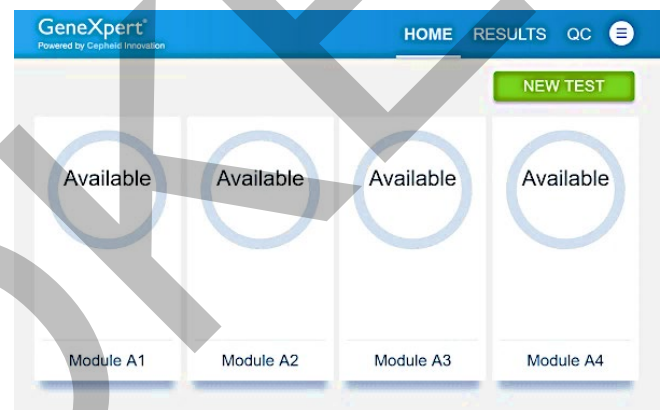 GeneXpert®
Powered by Cepheid Innovation
HOME RESULTS QC
NEW TEST
Available Available Available Available
Module A1 Module A2 Module A3 Module A4